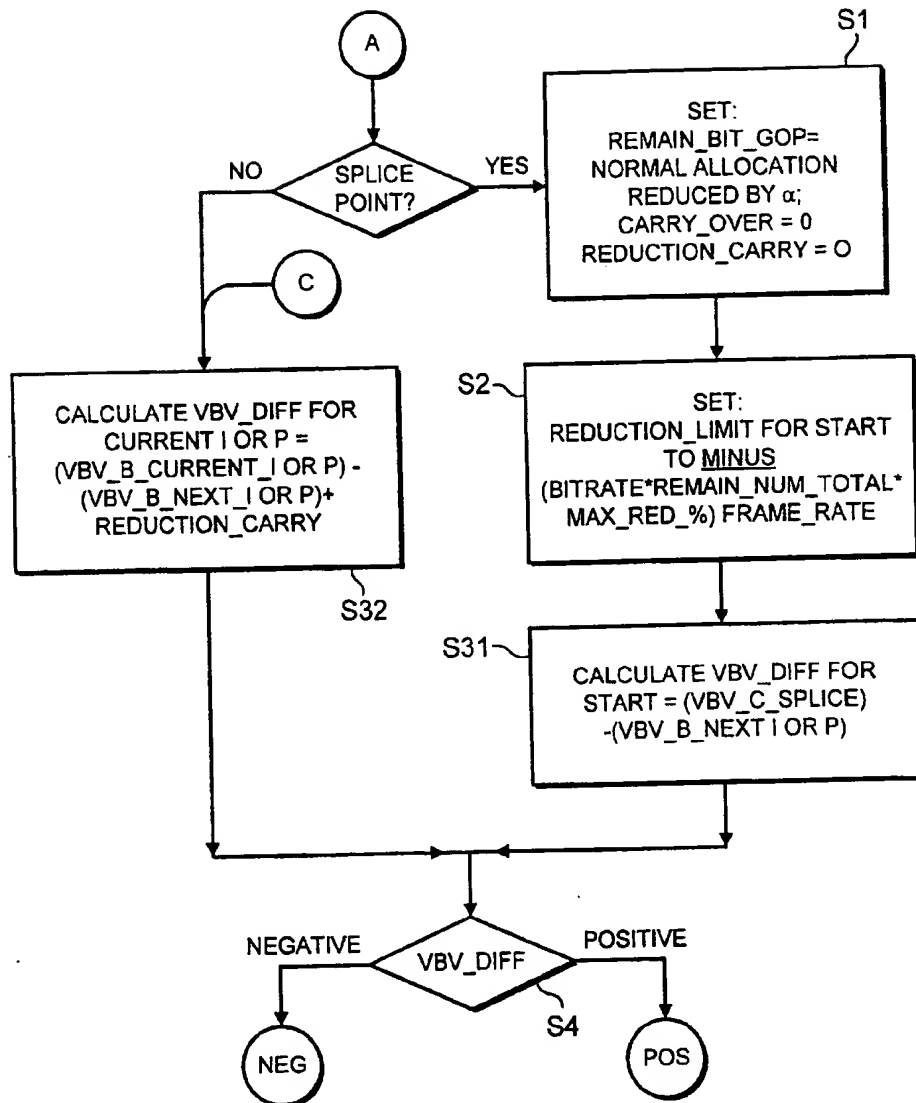 A
S1
SET:
REMAIN_BIT_GOP=
NORMAL ALLOCATION
REDUCED BY α;
CARRY_OVER = 0
REDUCTION_CARRY = O
NO
SPLICE
POINT?
YES
C
S2
SET:
REDUCTION_LIMIT FOR START
TO MINUS
(BITRATE*REMAIN_NUM_TOTAL*
MAX_RED_%) FRAME_RATE
CALCULATE VBV_DIFF FOR
CURRENT I OR P =
(VBV_B_CURRENT_I OR P) -
(VBV_B_NEXT_I OR P)+
REDUCTION_CARRY
S32
S31
CALCULATE VBV_DIFF FOR
START = (VBV_C_SPLICE)
-(VBV_B_NEXT I OR P)
NEGATIVE
VBV_DIFF
POSITIVE
S4
NEG
POS